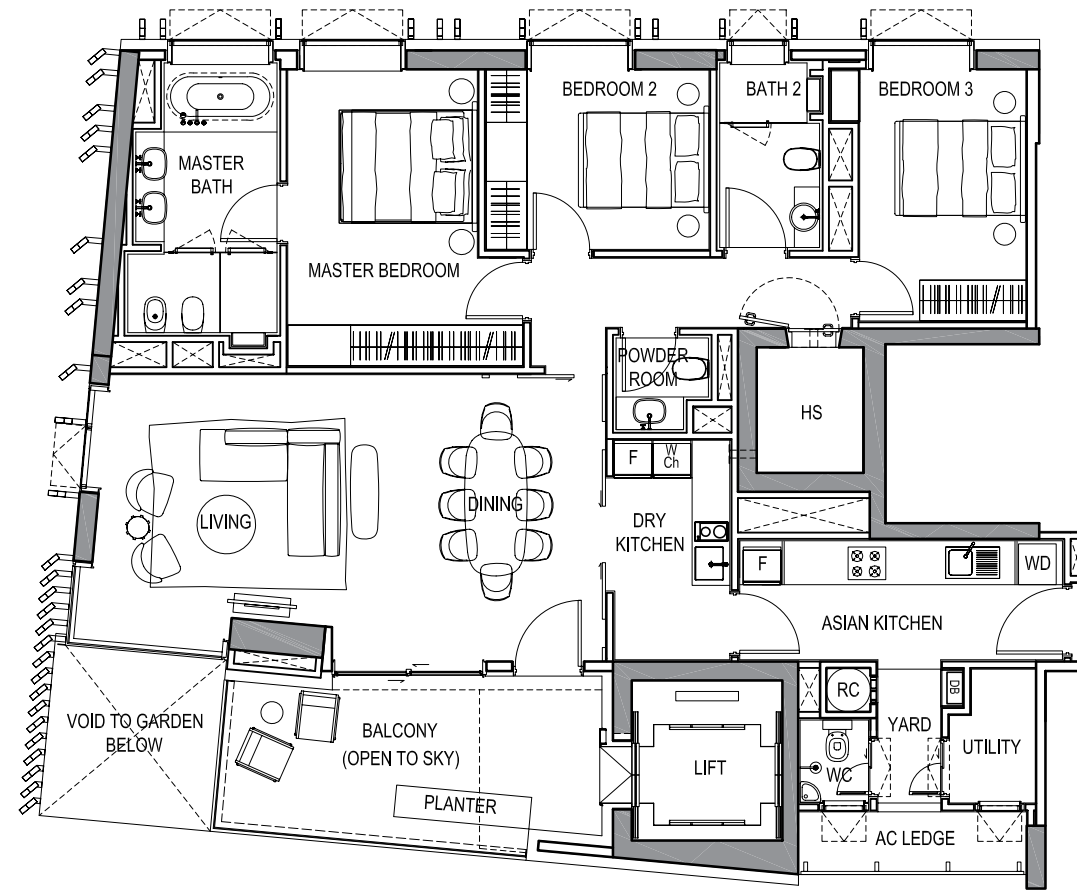 BEDROOM 2
BATH 2
BEDROOM 3
MASTER
BATH
MASTER BEDROOM
POWDER
ROOM
HS
F
W
Ch
LIVING
DINING
DRY
KITCHEN
F
WD
ASIAN KITCHEN
RC
DB
VOID TO GARDEN
BELOW
BALCONY
(OPEN TO SKY)
YARD
UTILITY
LIFT
WC
PLANTER
AC LEDGE